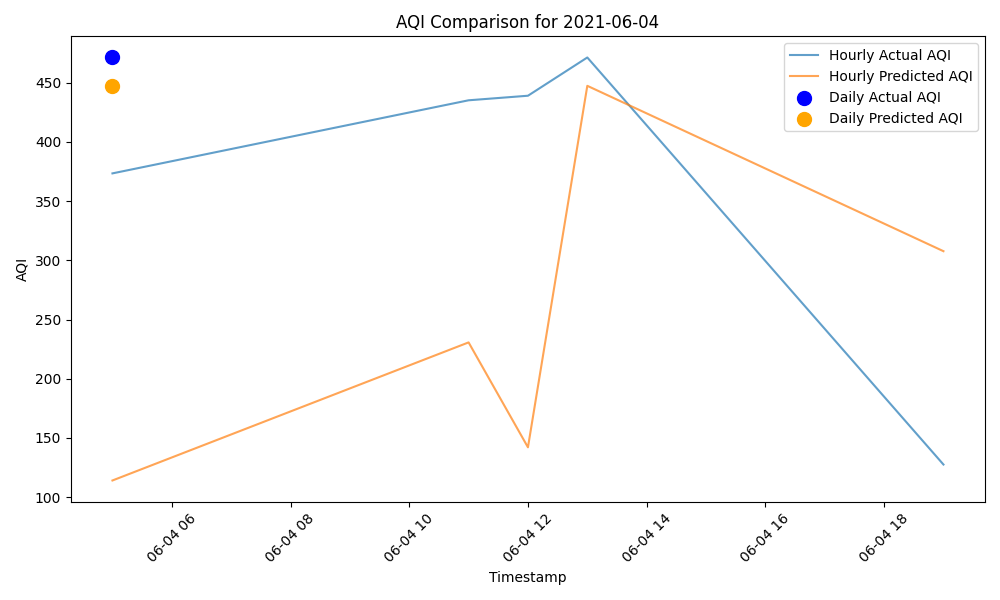 AQI Comparison for 2021-06-04
Hourly Actual AQI
Hourly Predicted AQI
Daily Actual AQI
Daily Predicted AQI
AQI
450
400
350
300
250
200
150
100
06-04 06
06-04 08
06-04 10
06-04 12
06-04 14
06-04 16
06-04 18
Timestamp